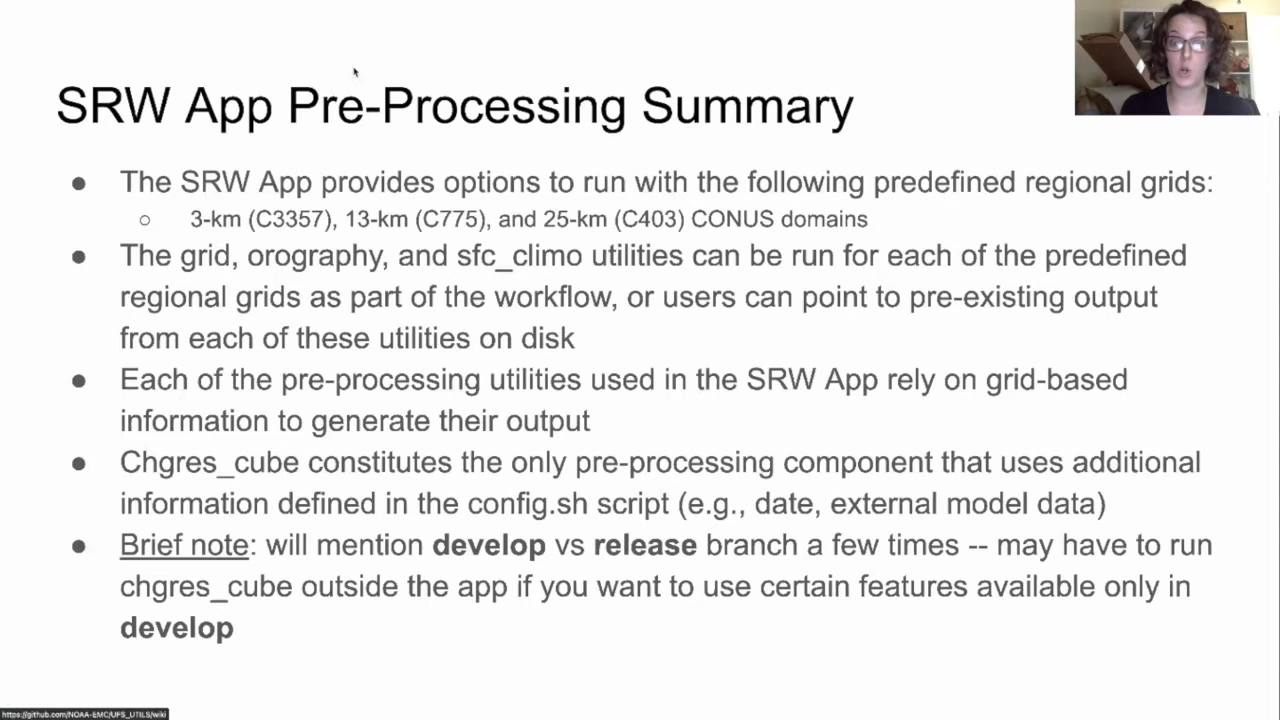 SRW App Pre-Processing Summary
● The SRW App provides options to run with the following predefined regional grids:
○ 3-km (C3357), 13-km (C775), and 25-km (C403) CONUS domains
● The grid, orography, and sfc_climo utilities can be run for each of the predefined
regional grids as part of the workflow, or users can point to pre-existing output
from each of these utilities on disk
● Each of the pre-processing utilities used in the SRW App rely on grid-based
information to generate their output
● Chgres_cube constitutes the only pre-processing component that uses additional
information defined in the config.sh script (e.g., date, external model data)
● Brief note: will mention develop vs release branch a few times -- may have to run
chgres_cube outside the app if you want to use certain features available only in
develop
https://github.com/NOAA-EMC/UFS_UTILS/wiki